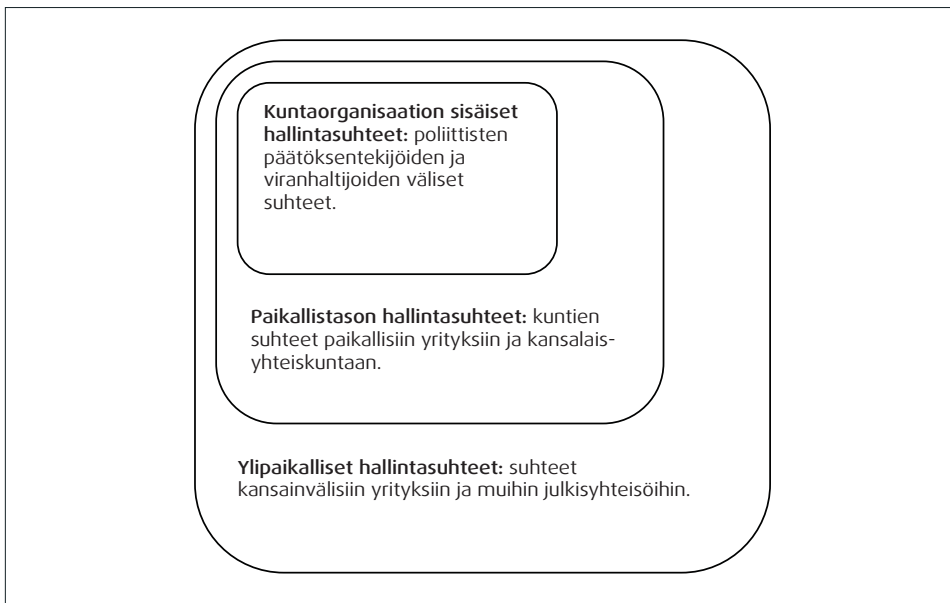 Kuntaorganisaation sisäiset
hallintasuhteet: poliittisten
päätöksentekijöiden ja
viranhaltijoiden väliset
suhteet.
Paikallistason hallintasuhteet: kuntien
suhteet paikallisiin yrityksiin ja kansalais-
yhteiskuntaan.
Ylipaikalliset hallintasuhteet: suhteet
kansainvälisiin yrityksiin ja muihin julkisyhteisöihin.